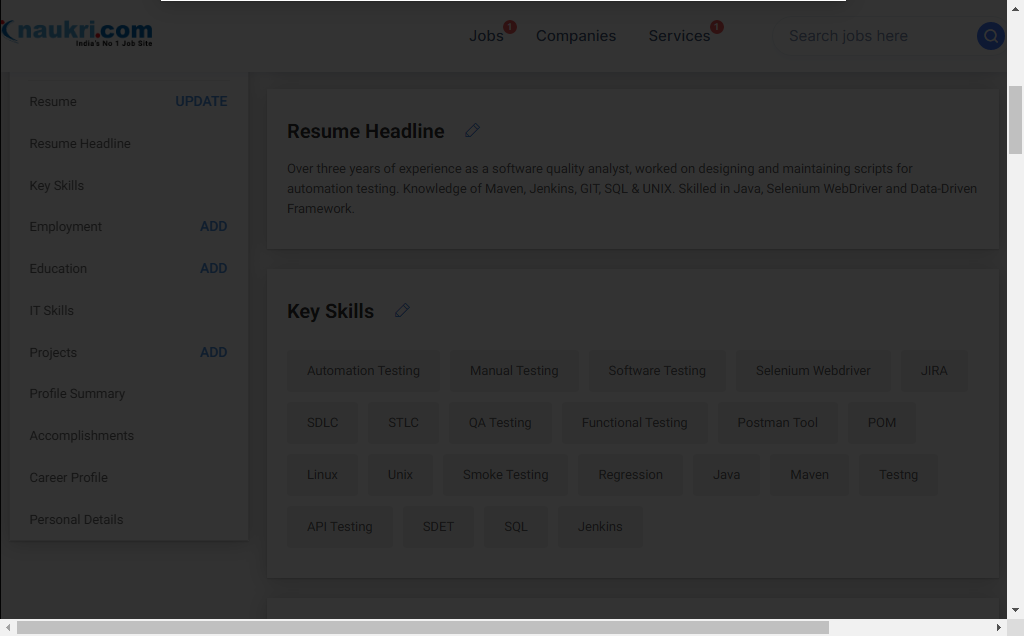 naukri.com
India's No 1 Job Site
Jobs 1 Companies Services 1 Search jobs here
Resume UPDATE
Resume Headline
Key Skills
Employment ADD
Education ADD
IT Skills
Projects ADD
Profile Summary
Accomplishments
Career Profile
Personal Details
Resume Headline
Over three years of experience as a software quality analyst, worked on designing and maintaining scripts for
automation testing. Knowledge of Maven, Jenkins, GIT, SQL & UNIX. Skilled in Java, Selenium WebDriver and Data-Driven
Framework.
Key Skills
Automation Testing Manual Testing Software Testing Selenium Webdriver JIRA
SDLC STLC QA Testing Functional Testing Postman Tool POM
Linux Unix Smoke Testing Regression Java Maven Testng
API Testing SDET SQL Jenkins